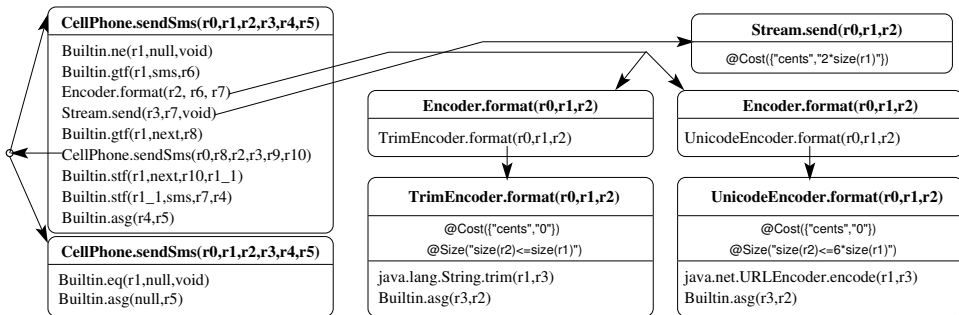 CellPhone.sendSms(r0,r1,r2,r3,r4,r5)
Builtin.ne(r1,null,void)
Builtin.gtf(r1,sms,r6)
Encoder.format(r2, r6, r7)
Stream.send(r3,r7,void)
Builtin.gtf(r1,next,r8)
CellPhone.sendSms(r0,r8,r2,r3,r9,r10)
Builtin.stf(r1,next,r10,r1_1)
Builtin.stf(r1_1,sms,r7,r4)
Builtin.asg(r4,r5)
CellPhone.sendSms(r0,r1,r2,r3,r4,r5)
Builtin.eq(r1,null,void)
Builtin.asg(null,r5)
Stream.send(r0,r1,r2)
@Cost({"cents","2*size(r1)"})
Encoder.format(r0,r1,r2)
TrimEncoder.format(r0,r1,r2)
Encoder.format(r0,r1,r2)
UnicodeEncoder.format(r0,r1,r2)
TrimEncoder.format(r0,r1,r2)
@Cost({"cents","0"})
@Size("size(r2)<=size(r1)")
java.lang.String.trim(r1,r3)
Builtin.asg(r3,r2)
UnicodeEncoder.format(r0,r1,r2)
@Cost({"cents","0"})
@Size("size(r2)<=6*size(r1)")
java.net.URLEncoder.encode(r1,r3)
Builtin.asg(r3,r2)